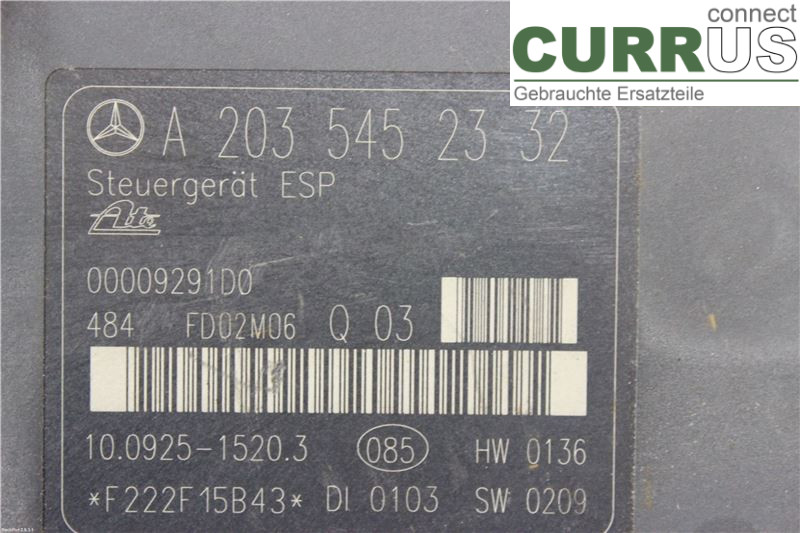 connect
CURRUS
Gebrauchte Ersatzteile
A 203 545 23 32
Steuergerät ESP
Ate
00009291D0
484 FD02M06 Q 03
10.0925-1520.3 085 HW 0136
*F222F15B43* DI 0103 SW 0209